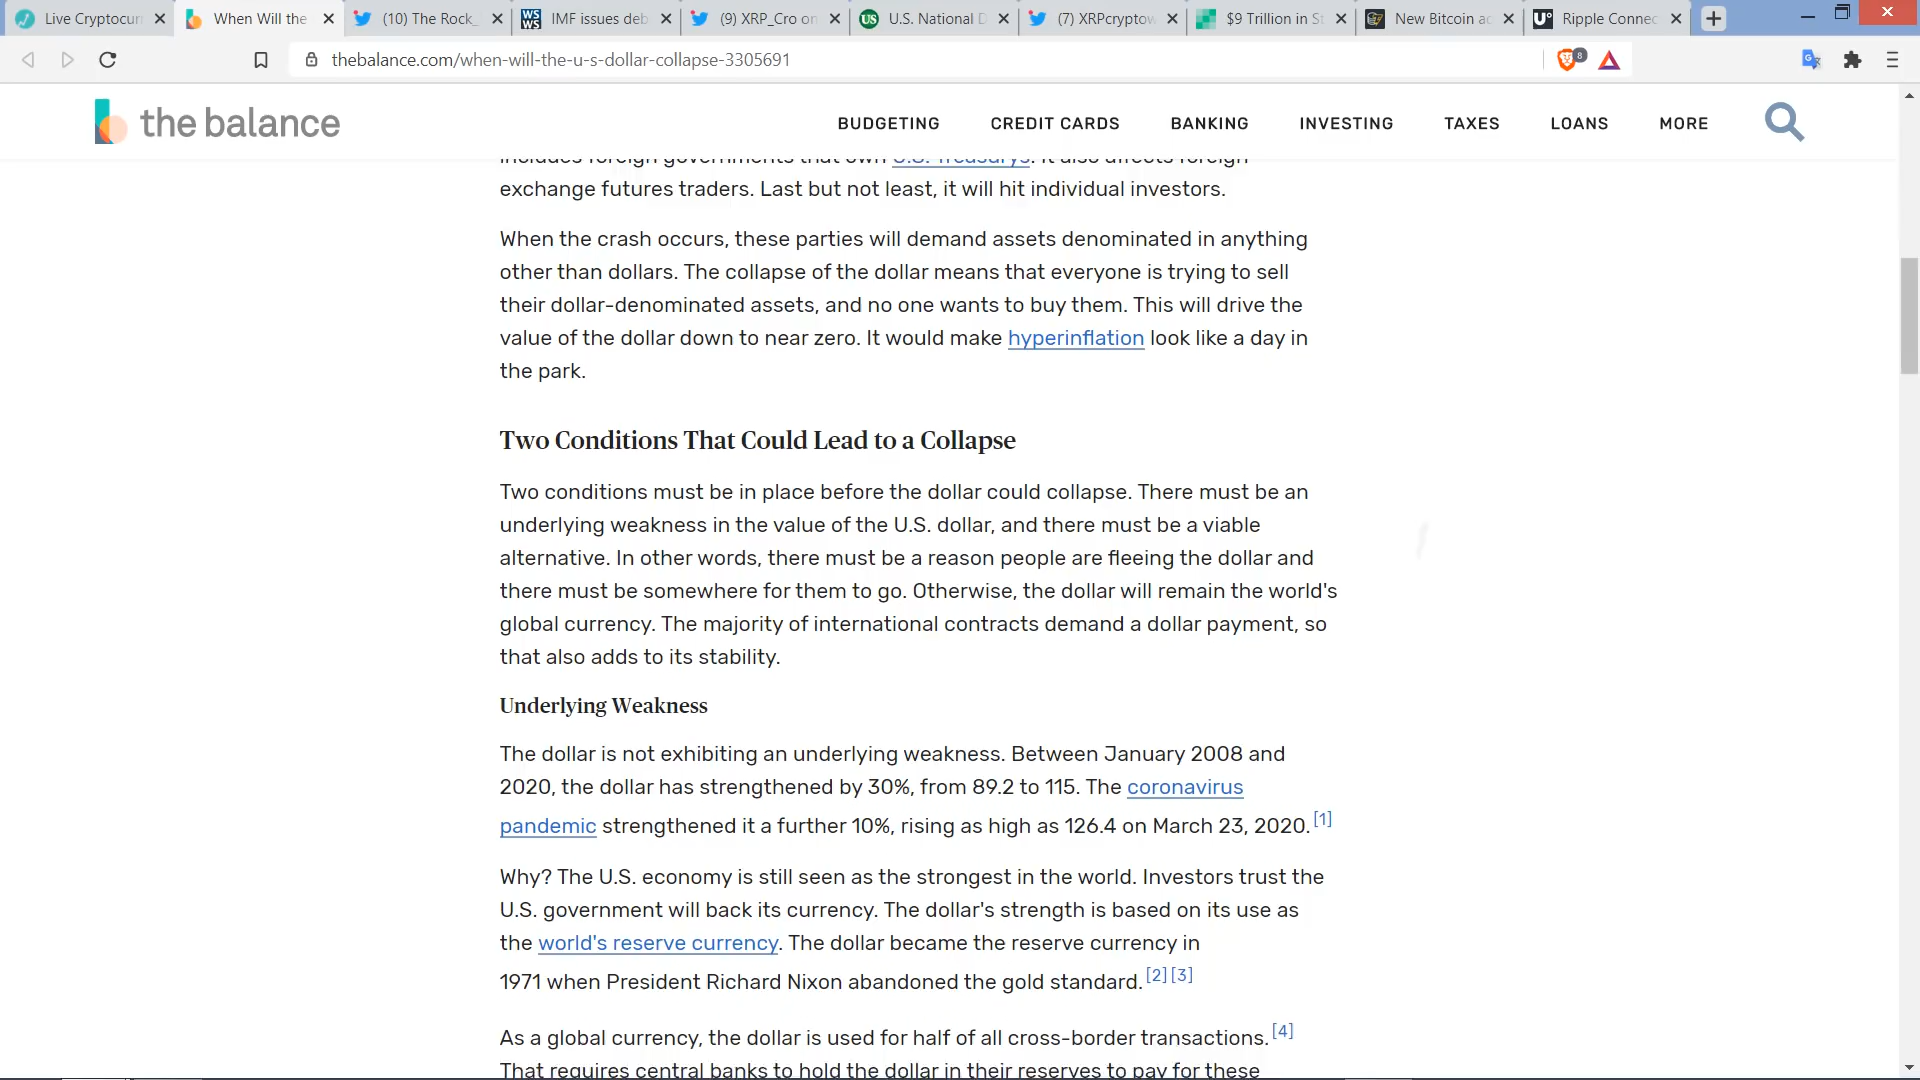 Live Cryptocur
When Will the
(10) The Rock_
IMF issues deb
(9) XRP_Cro on
U.S. National D
(7) XRPcryptow
$9 Trillion in St
New Bitcoin ac
Ripple Connec
thebalance.com/when-will-the-u-s-dollar-collapse-3305691
8
the balance
BUDGETING CREDIT CARDS BANKING INVESTING TAXES LOANS MORE
includes foreign governments that own U.S. Treasurys. It also affects foreign
exchange futures traders. Last but not least, it will hit individual investors.
When the crash occurs, these parties will demand assets denominated in anything
other than dollars. The collapse of the dollar means that everyone is trying to sell
their dollar-denominated assets, and no one wants to buy them. This will drive the
value of the dollar down to near zero. It would make hyperinflation look like a day in
the park.
Two Conditions That Could Lead to a Collapse
Two conditions must be in place before the dollar could collapse. There must be an
underlying weakness in the value of the U.S. dollar, and there must be a viable
alternative. In other words, there must be a reason people are fleeing the dollar and
there must be somewhere for them to go. Otherwise, the dollar will remain the world's
global currency. The majority of international contracts demand a dollar payment, so
that also adds to its stability.
Underlying Weakness
The dollar is not exhibiting an underlying weakness. Between January 2008 and
2020, the dollar has strengthened by 30%, from 89.2 to 115. The coronavirus
pandemic strengthened it a further 10%, rising as high as 126.4 on March 23, 2020. [1]
Why? The U.S. economy is still seen as the strongest in the world. Investors trust the
U.S. government will back its currency. The dollar's strength is based on its use as
the world's reserve currency. The dollar became the reserve currency in
1971 when President Richard Nixon abandoned the gold standard. [2] [3]
As a global currency, the dollar is used for half of all cross-border transactions. [4]
That requires central banks to hold the dollar in their reserves to pay for these